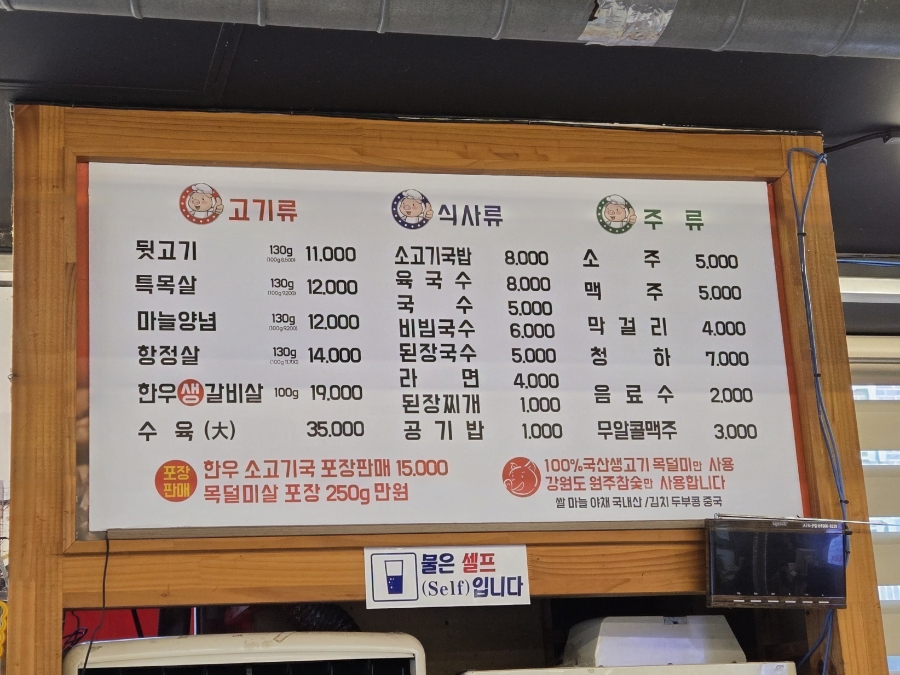 고기류
뒷고기 130g (100g 8,500) 11.000
특목살 130g (100g 9,200) 12.000
마늘양념 130g (100g 9,200) 12.000
항정살 130g 14.000
한우생갈비살 100g 19.000
수 육 (大) 35.000
식사류
소고기국밥 8.000
육 국 수 8.000
국 수 5.000
비빔국수 6.000
된장국수 5.000
라 면 4.000
된장찌개 1.000
공 기 밥 1.000
주 류
소 주 5.000
맥 주 5.000
막 걸 리 4.000
청 하 7.000
음 료 수 2.000
무알콜맥주 3.000
포장
판매
한우 소고기국 포장판매 15.000
목덜미살 포장 250g 만원
100%국산생고기 목덜미만 사용
강원도 원주참숯만 사용합니다
쌀 마늘 야채 국내산 /김치 두부콩 중국
물은 셀프
(Self)입니다